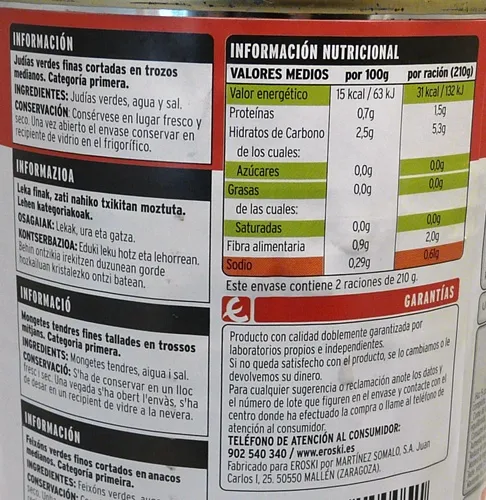 INFORMACIÓN
Judías verdes finas cortadas en trozos
medianos. Categoría primera.
INGREDIENTES: Judías verdes, agua y sal.
CONSERVACIÓN: Consérvese en lugar fresco y
seco. Una vez abierto el envase conservar en
recipiente de vidrio en el frigorífico.
INFORMAZIOA
Leka finak, zati nahiko txikitan moztuta.
Lehen kategoriakoak.
OSAGAIAK: Lekak, ura eta gatza.
KONTSERBAZIOA: Eduki leku hotz eta lehorrean.
Behin ontzikia irekitzen duzunean gorde
hozkailuan kristalezko ontzi batean.
INFORMACIÓ
Mongetes tendres fines tallades en trossos
mitjans. Categoria primera.
INGREDIENTS: Mongetes tendres, aigua i sal.
CONSERVACIÓ: S'ha de conservar en un lloc
fresc i sec. Una vegada s'ha obert l'envàs, s'ha
de desar en un recipient de vidre a la nevera.
INFORMACIÓN
Feixóns verdes finos cortados en anacos
medianos. Categoría primeira.
INGREDIENTES: Feixóns verdes,
CONSERVACIÓN:
INFORMACIÓN NUTRICIONAL
VALORES MEDIOS por 100g por ración (210g)
Valor energético 15 kcal / 63 kJ 31 kcal / 132 kJ
Proteínas 0,7g 1,5g
Hidratos de Carbono 2,5g 5,3g
de los cuales:
Azúcares 0,0g 0,0g
Grasas 0,0g 0,0g
de las cuales:
Saturadas 0,0g 0,0g
Fibra alimentaria 0,9g 2,0g
Sodio 0,29g 0,61g
Este envase contiene 2 raciones de 210 g.
GARANTÍAS
Producto con calidad doblemente garantizada por
laboratorios propios e independientes.
Si no queda satisfecho con el producto, se lo cambiamos o le
devolvemos su dinero.
Para cualquier sugerencia o reclamación anote los datos y
el número de lote que figuren en el envase y contacte con el
centro donde ha efectuado la compra o llame al teléfono de
atención al consumidor.
TELÉFONO DE ATENCIÓN AL CONSUMIDOR:
902 540 340 / www.eroski.es
Fabricado para EROSKI por MARTÍNEZ SOMALO, S.A. Juan
Carlos I, 25. 50550 MALLÉN (ZARAGOZA).